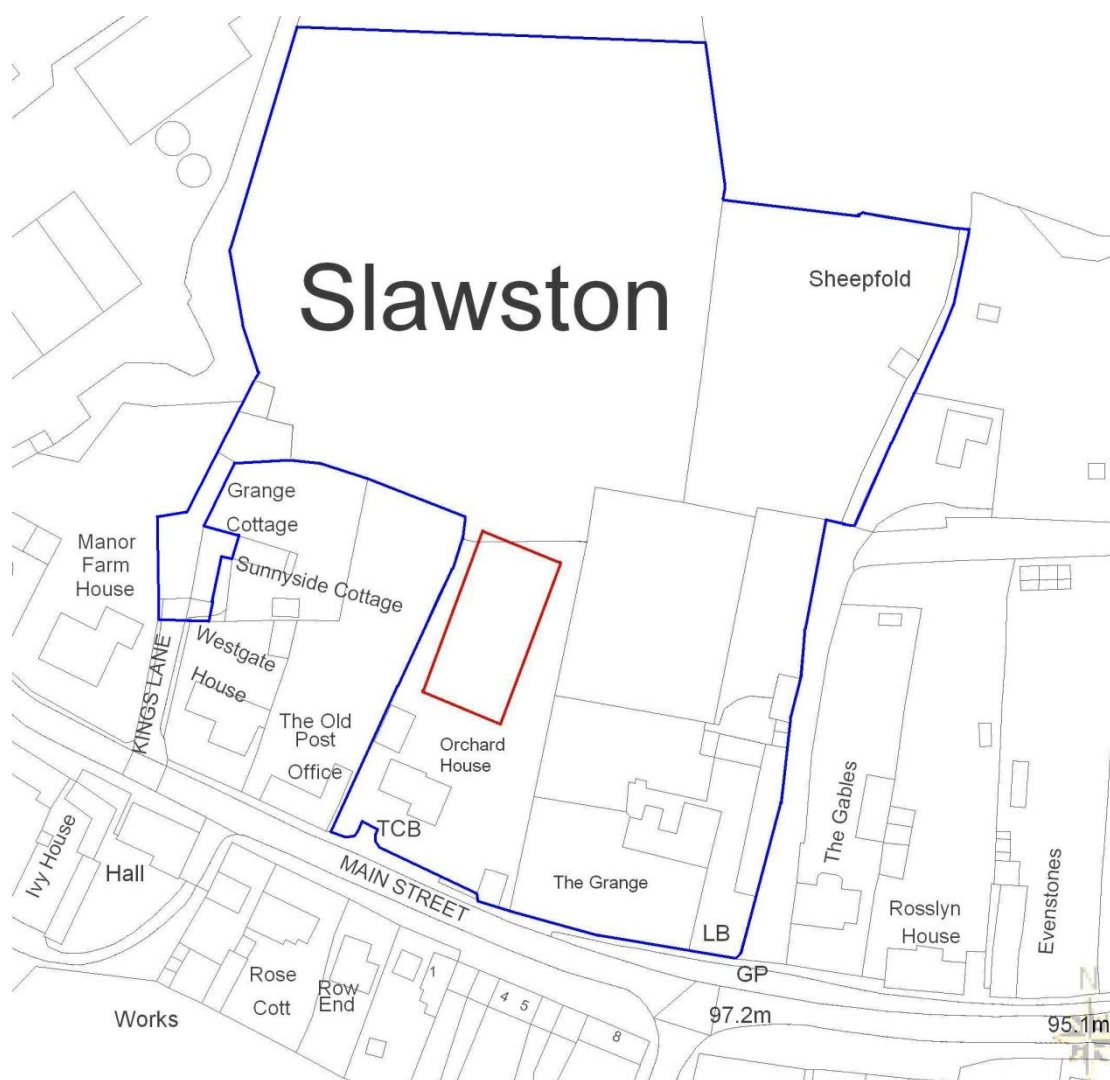 Slawston
Sheepfold
Grange
Cottage
Manor
Farm
House
Sunnyside Cottage
Westgate
House
KINGS LANE
The Old
Post
Office
Orchard
House
TCB
MAIN STREET
Ivy House
Hall
The Grange
The Gables
Rosslyn
House
Evenstones
LB
GP
Rose
Cott
Row
End
1
4
5
8
Works
97.2m
95.1m
N